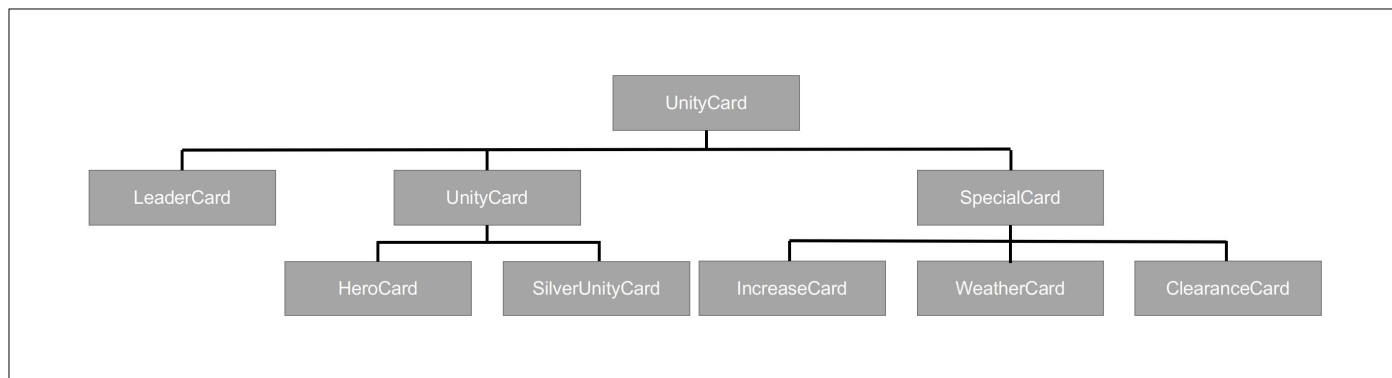 UnityCard
LeaderCard
UnityCard
SpecialCard
HeroCard
SilverUnityCard
IncreaseCard
WeatherCard
ClearanceCard